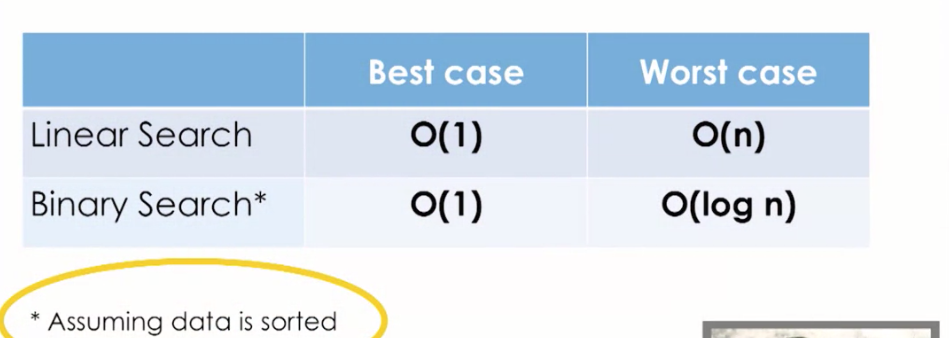 Best case Worst case
Linear Search O(1) O(n)
Binary Search* O(1) O(log n)
* Assuming data is sorted